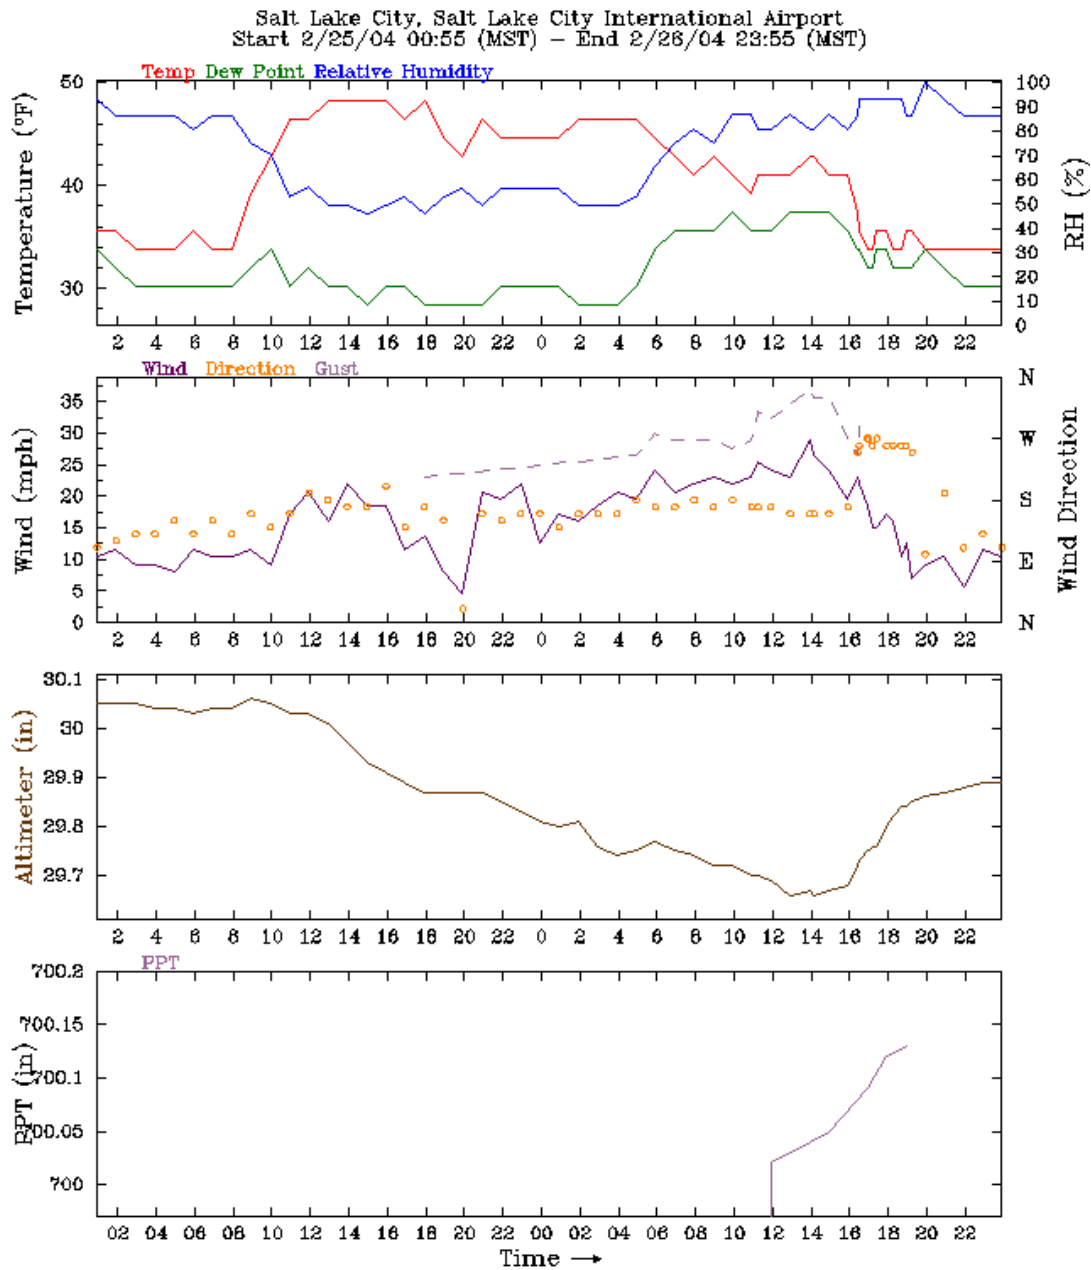 Salt Lake City, Salt Lake City International Airport
Start 2/25/04 00:55 (MST) – End 2/26/04 23:55 (MST)
Temp Dew Point Relative Humidity
Temperature (°F)
50
40
30
RH (%)
100
90
80
70
60
50
40
30
20
10
0
2 4 6 8 10 12 14 16 18 20 22 0 2 4 6 8 10 12 14 16 18 20 22
Wind Direction Gust
Wind (mph)
35
30
25
20
15
10
5
0
Wind Direction
N
W
S
E
N
2 4 6 8 10 12 14 16 18 20 22 0 2 4 6 8 10 12 14 16 18 20 22
Altimeter (in)
30.1
30
29.9
29.8
29.7
2 4 6 8 10 12 14 16 18 20 22 0 2 4 6 8 10 12 14 16 18 20 22
PPT
PPT (in)
700.2
700.15
700.1
700.05
700
02 04 06 08 10 12 14 16 18 20 22 00 02 04 06 08 10 12 14 16 18 20 22
Time →